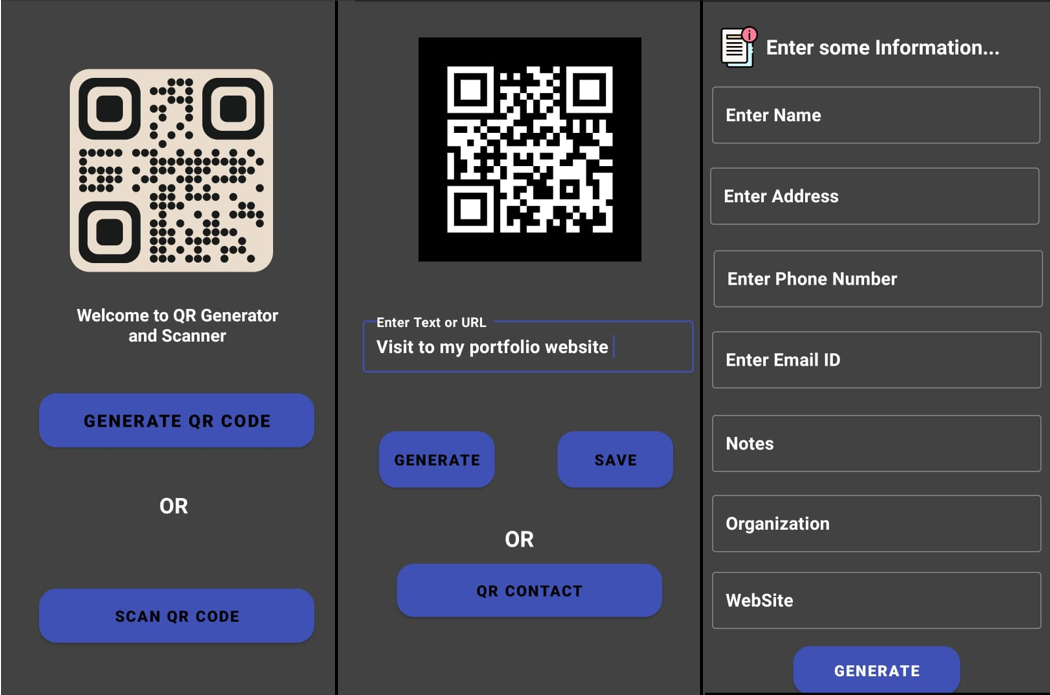 Welcome to QR Generator
and Scanner
GENERATE QR CODE
OR
SCAN QR CODE
Enter Text or URL
Visit to my portfolio website
GENERATE
SAVE
OR
QR CONTACT
i
Enter some Information...
Enter Name
Enter Address
Enter Phone Number
Enter Email ID
Notes
Organization
WebSite
GENERATE